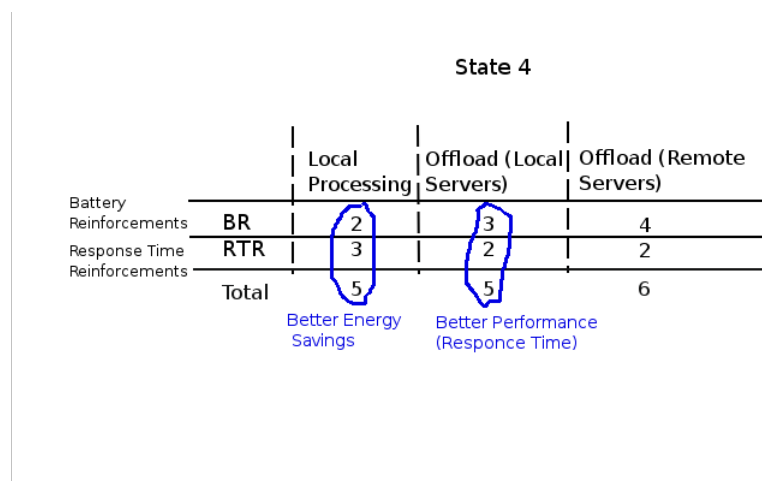 State 4
Local Processing
Offload (Local Servers)
Offload (Remote Servers)
Battery Reinforcements
BR 2 3 4
Response Time Reinforcements
RTR 3 2 2
Total 5 5 6
Better Energy Savings
Better Performance (Responce Time)